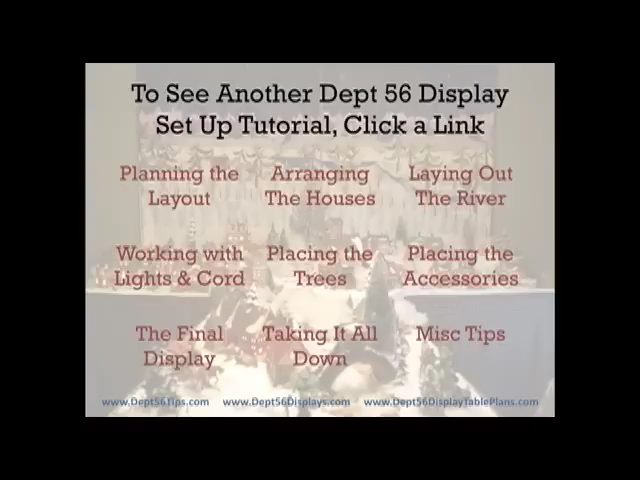 To See Another Dept 56 Display
Set Up Tutorial, Click a Link
Planning the
Layout
Arranging
The Houses
Laying Out
The River
Working with
Lights & Cord
Placing the
Trees
Placing the
Accessories
The Final
Display
Taking It All
Down
Misc Tips
www.Dept56Tips.com www.Dept56Displays.com www.Dept56DisplayTablePlans.com